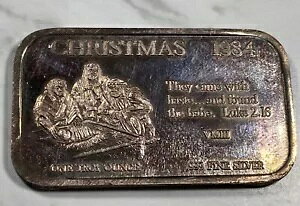 CHRISTMAS 1984
They came with
haste...and found
the babe. Luke 2.16
ONE TROY OUNCE
.999 FINE SILVER